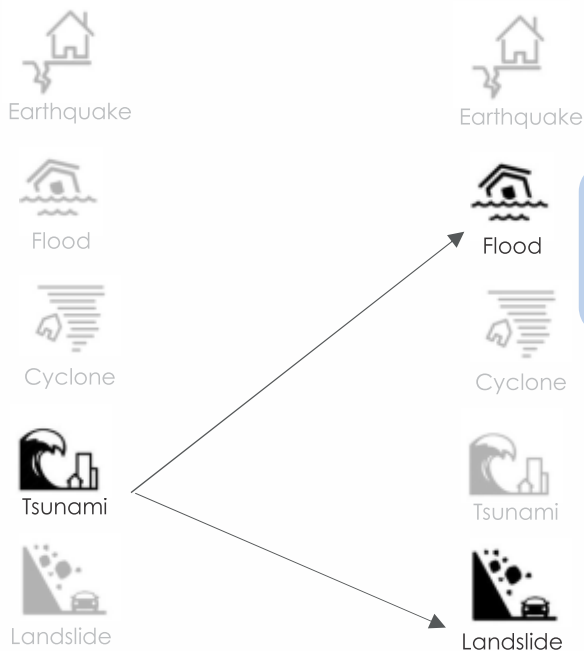 Earthquake
Flood
Cyclone
Tsunami
Landslide
Earthquake
Flood
Cyclone
Tsunami
Landslide